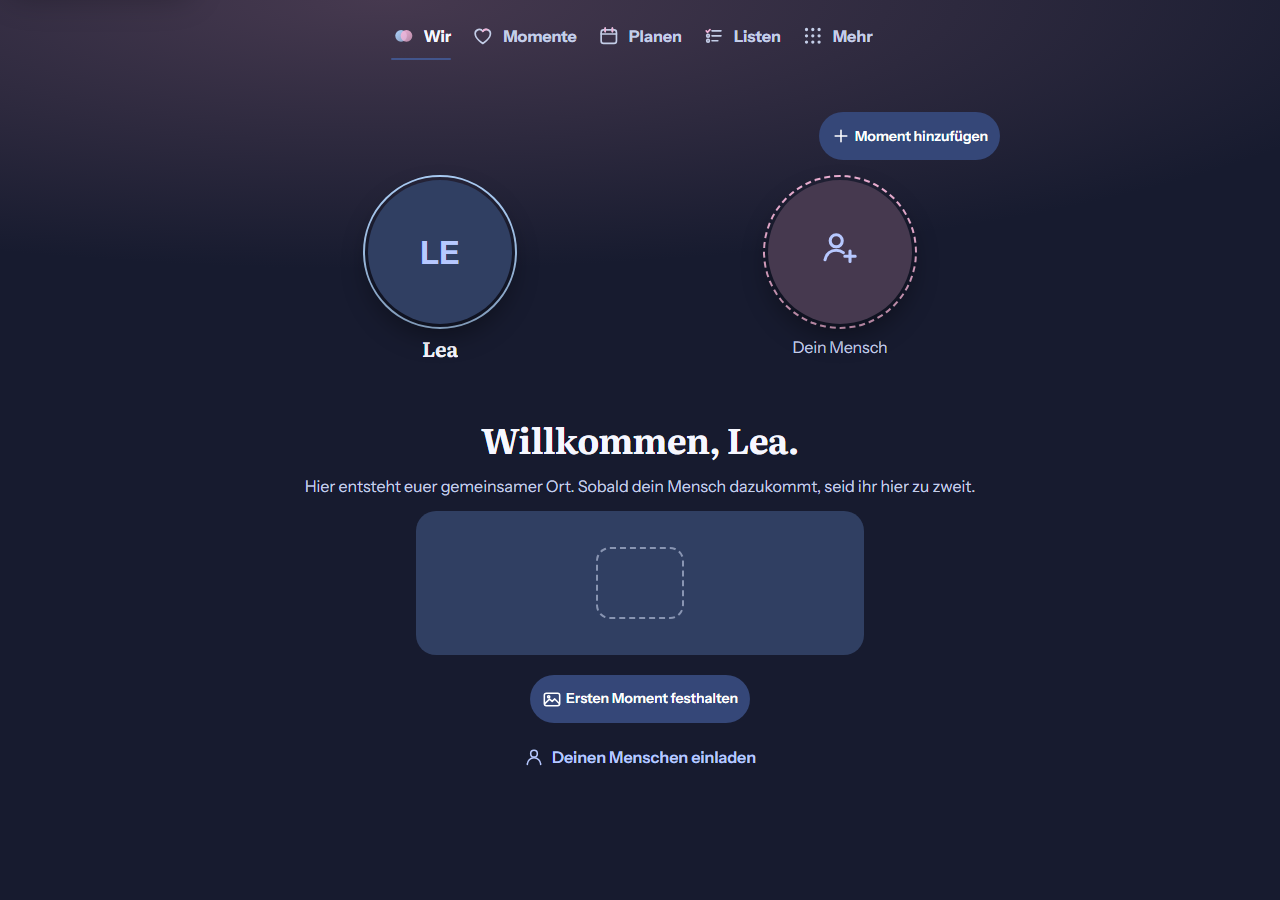 Wir Momente Planen Listen Mehr
Moment hinzufügen
LE
Lea
Dein Mensch
Willkommen, Lea.
Hier entsteht euer gemeinsamer Ort. Sobald dein Mensch dazukommt, seid ihr hier zu zweit.
Ersten Moment festhalten
Deinen Menschen einladen